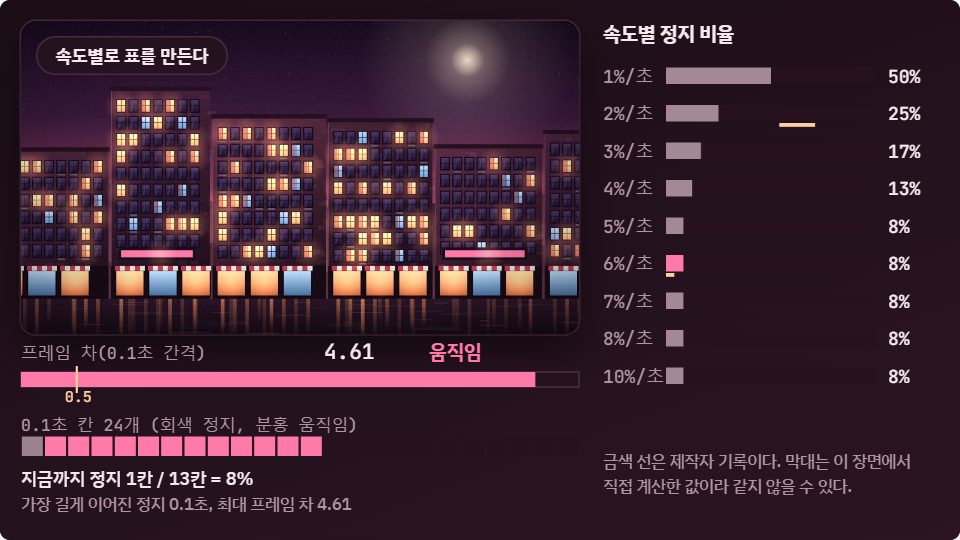 속도별로 표를 만든다
프레임 차(0.1초 간격)
4.61
움직임
0.5
0.1초 칸 24개 (회색 정지, 분홍 움직임)
지금까지 정지 1칸 / 13칸 = 8%
가장 길게 이어진 정지 0.1초, 최대 프레임 차 4.61
속도별 정지 비율
1%/초 50%
2%/초 25%
3%/초 17%
4%/초 13%
5%/초 8%
6%/초 8%
7%/초 8%
8%/초 8%
10%/초 8%
금색 선은 제작자 기록이다. 막대는 이 장면에서
직접 계산한 값이라 같지 않을 수 있다.